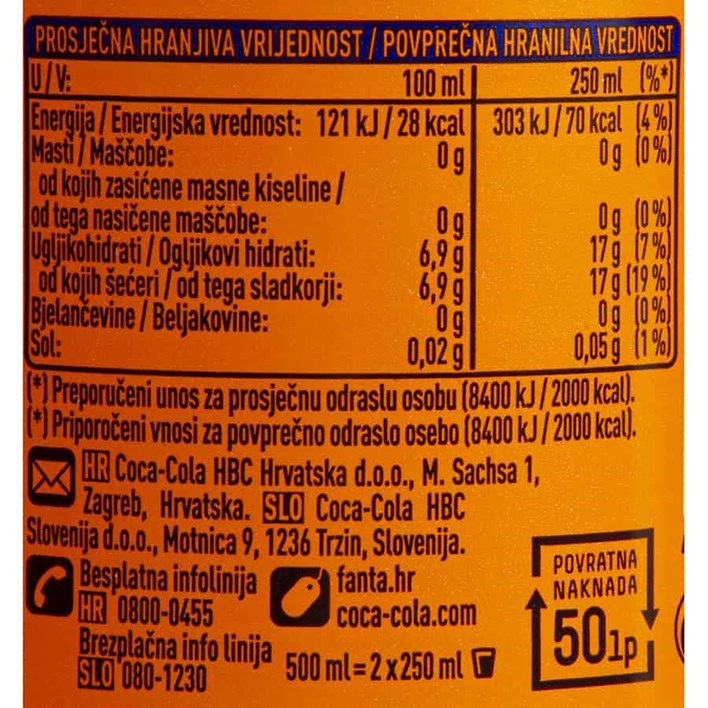 PROSJEČNA HRANJIVA VRIJEDNOST / POVPREČNA HRANILNA VREDNOST
U/V: 100 ml 250 ml (%*)
Energija / Energijska vrednost: 121 kJ / 28 kcal 303 kJ / 70 kcal (4%)
Masti / Maščobe: 0 g 0 g (0%)
od kojih zasićene masne kiseline /
od tega nasičene maščobe: 0 g 0 g (0%)
Ugljikohidrati / Ogljikovi hidrati: 6,9 g 17 g (7%)
od kojih šećeri / od tega sladkorji: 6,9 g 17 g (19%)
Bjelančevine / Beljakovine: 0 g 0 g (0%)
Sol: 0,02 g 0,05 g (1%)
(*) Preporučeni unos za prosječnu odraslu osobu (8400 kJ / 2000 kcal).
(*) Priporočeni vnosi za povprečno odraslo osebo (8400 kJ / 2000 kcal).
HR Coca-Cola HBC Hrvatska d.o.o., M. Sachsa 1,
Zagreb, Hrvatska. SLO Coca-Cola HBC
Slovenija d.o.o., Motnica 9, 1236 Trzin, Slovenija.
Besplatna infolinija
HR 0800-0455
Brezplačna info linija
SLO 080-1230
fanta.hr
coca-cola.com
500 ml=2x250 ml
POVRATNA
NAKNADA
50lp